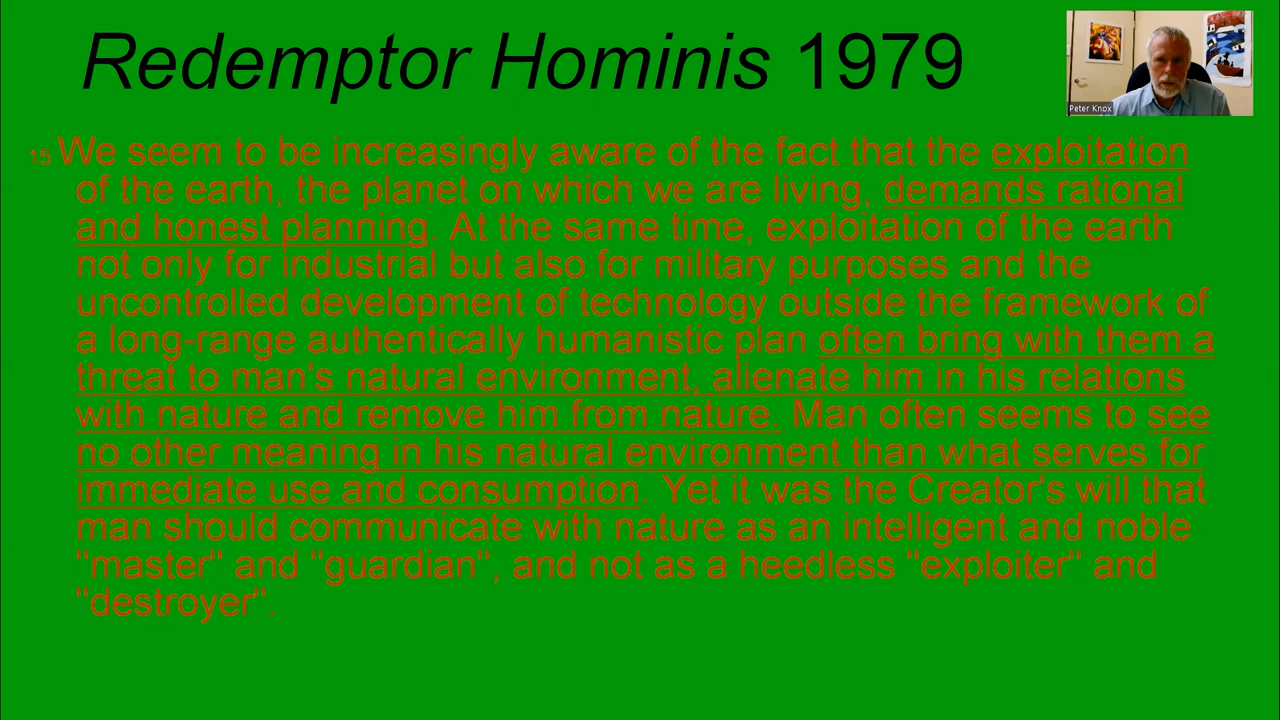 Redemptor Hominis 1979
Peter Knox
15 We seem to be increasingly aware of the fact that the exploitation
of the earth, the planet on which we are living, demands rational
and honest planning. At the same time, exploitation of the earth
not only for industrial but also for military purposes and the
uncontrolled development of technology outside the framework of
a long-range authentically humanistic plan often bring with them a
threat to man's natural environment, alienate him in his relations
with nature and remove him from nature. Man often seems to see
no other meaning in his natural environment than what serves for
immediate use and consumption. Yet it was the Creator's will that
man should communicate with nature as an intelligent and noble
"master" and "guardian", and not as a heedless "exploiter" and
"destroyer".